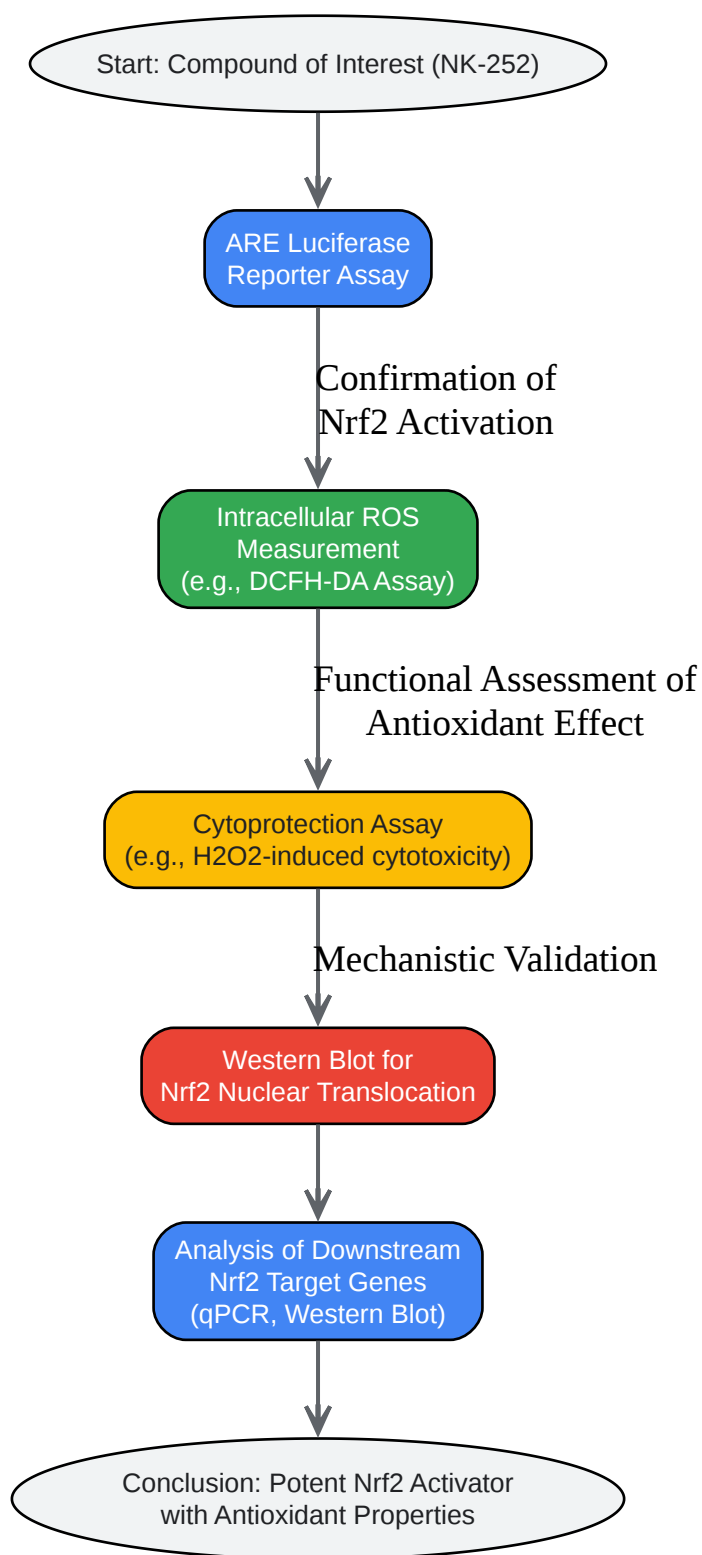 Start: Compound of Interest (NK-252)
ARE Luciferase
Reporter Assay
Confirmation of
Nrf2 Activation
Intracellular ROS
Measurement
(e.g., DCFH-DA Assay)
Functional Assessment of
Antioxidant Effect
Cytoprotection Assay
(e.g., H2O2-induced cytotoxicity)
Mechanistic Validation
Western Blot for
Nrf2 Nuclear Translocation
Analysis of Downstream
Nrf2 Target Genes
(qPCR, Western Blot)
Conclusion: Potent Nrf2 Activator
with Antioxidant Properties